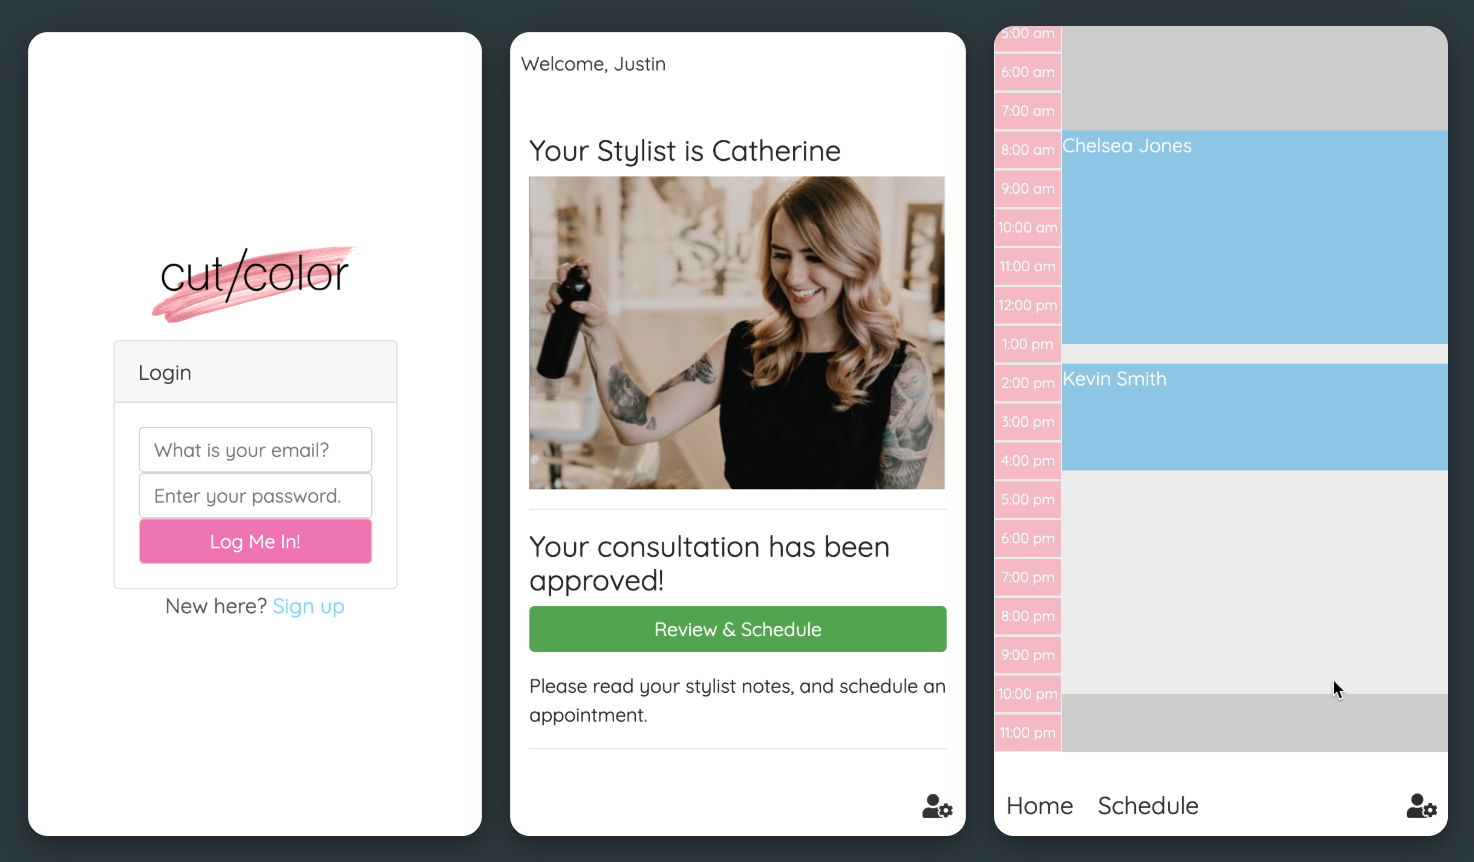 cut/color
Login
What is your email?
Enter your password.
Log Me In!
New here? Sign up
Welcome, Justin
Your Stylist is Catherine
Your consultation has been
approved!
Review & Schedule
Please read your stylist notes, and schedule an
appointment.
5:00 am
6:00 am
7:00 am
8:00 am
Chelsea Jones
9:00 am
10:00 am
11:00 am
12:00 pm
1:00 pm
2:00 pm
Kevin Smith
3:00 pm
4:00 pm
5:00 pm
6:00 pm
7:00 pm
8:00 pm
9:00 pm
10:00 pm
11:00 pm
Home Schedule